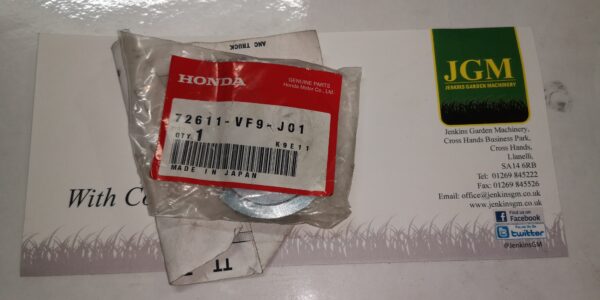 ANC TRUCK
HONDA
GENUINE PARTS
Honda Motor Co., Ltd.
72611-VF9-J01
QTY.
1
K9E11
MADE IN JAPAN
With Co
TT
JGM
JENKINS GARDEN MACHINERY
Jenkins Garden Machinery,
Cross Hands Business Park,
Cross Hands,
Llanelli,
SA14 6RB
Tel: 01269 845222
Fax: 01269 845526
Email: office@jenkinsgm.co.uk
www.jenkinsgm.co.uk
Find us on
Facebook
Follow Us On
twitter
@JenkinsGM